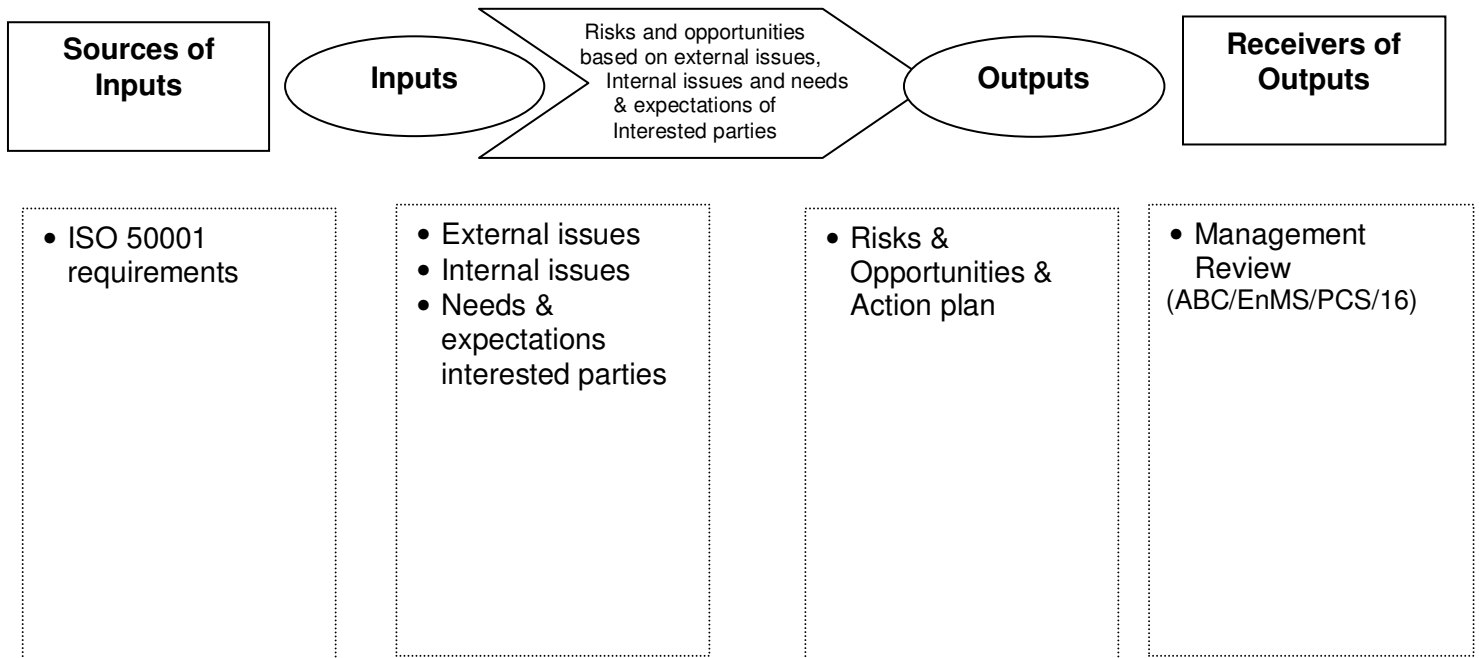 Sources of
Inputs
Inputs
Risks and opportunities
based on external issues,
Internal issues and needs
& expectations of
Interested parties
Outputs
Receivers of
Outputs
• ISO 50001
requirements
• External issues
• Internal issues
• Needs &
expectations
interested parties
• Risks &
Opportunities &
Action plan
• Management
Review
(ABC/EnMS/PCS/16)